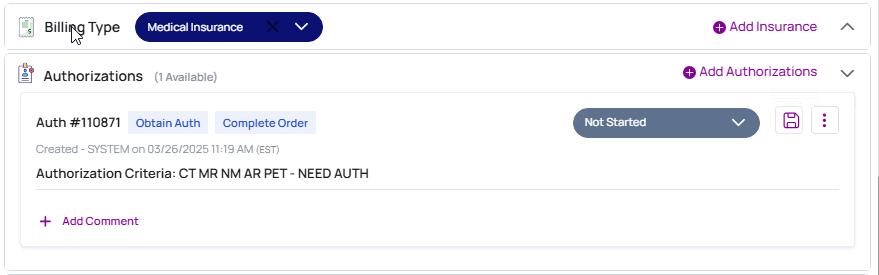 Billing Type Medical Insurance Add Insurance
Authorizations (1 Available) Add Authorizations
Auth #110871 Obtain Auth Complete Order Not Started
Created - SYSTEM on 03/26/2025 11:19 AM (EST)
Authorization Criteria: CT MR NM AR PET - NEED AUTH
+ Add Comment